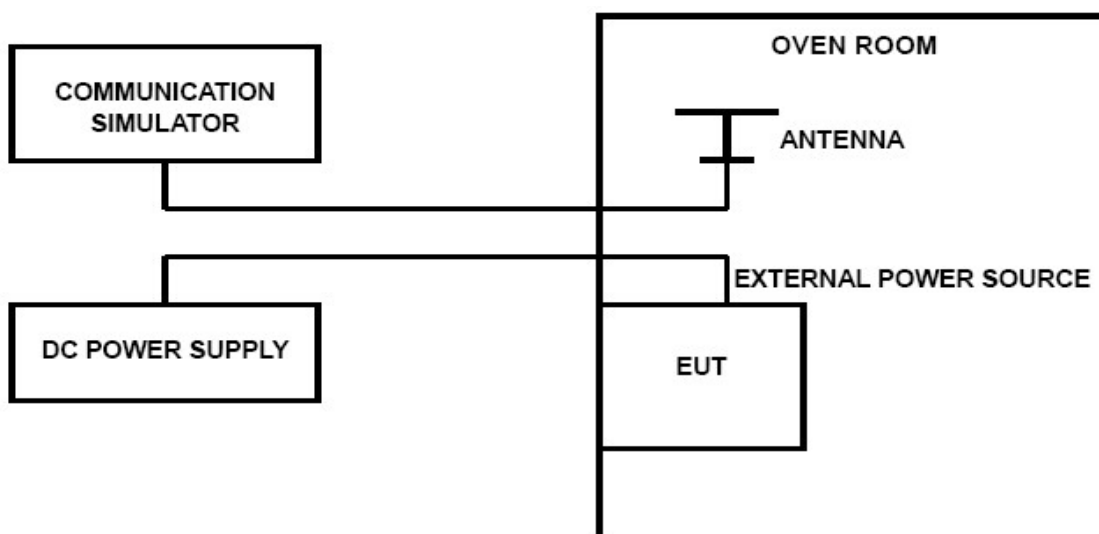 OVEN ROOM
COMMUNICATION
SIMULATOR
ANTENNA
EXTERNAL POWER SOURCE
DC POWER SUPPLY
EUT